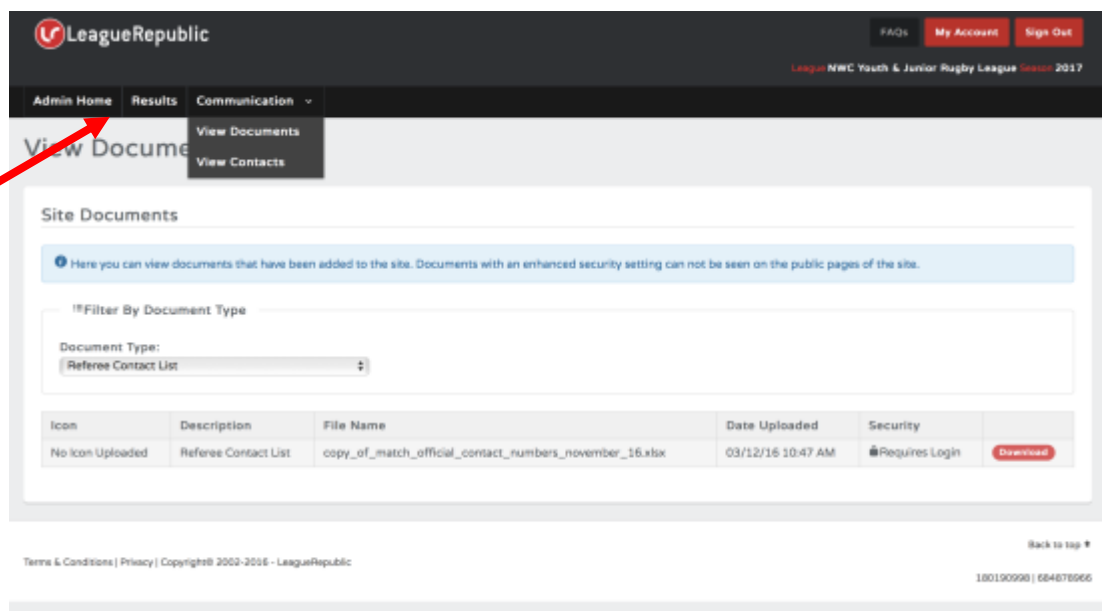 LeagueRepublic
FAQs My Account Sign Out
League NWC Youth & Junior Rugby League Season 2017
Admin Home Results Communication
View Documents
View Contacts
View Docume
Site Documents
Here you can view documents that have been added to the site. Documents with an enhanced security setting can not be seen on the public pages of the site.
Filter By Document Type
Document Type:
Referee Contact List
Icon Description File Name Date Uploaded Security
No Icon Uploaded Referee Contact List copy_of_match_official_contact_numbers_november_16.xlsx 03/12/16 10:47 AM Requires Login Download
Back to top
Terms & Conditions | Privacy | Copyright© 2002-2016 - LeagueRepublic
180190998 | 684878966